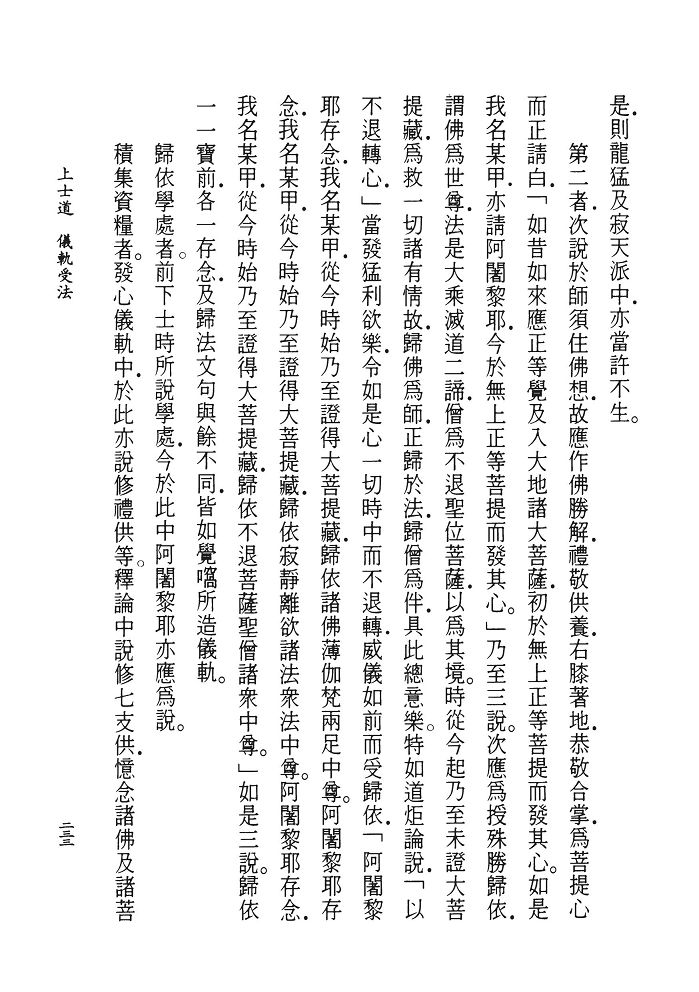 是．則龍猛及寂天派中．亦當許不生。
第二者．次說於師須住佛想．故應作佛勝解．禮敬供養．右膝著地．恭敬合掌．爲菩提心
而正請白．「如昔如來應正等覺．及入大地諸大菩薩．初於無上正等菩提而發其心。如是
我名某甲．亦請阿闍黎耶．今於無上正等菩提而發其心。」乃至三說。次應爲授殊勝歸依．
謂佛爲世尊．法是大乘滅道二諦．僧爲不退聖位菩薩．以爲其境。時從今起乃至未證大菩
提藏．爲救一切諸有情故．歸佛爲師．正歸於法．歸僧爲伴．具此總意樂。特如道炬論說．「以
不退轉心．」當發猛利欲樂．令如是心一切時中而不退轉．威儀如前而受歸依．「阿闍黎
耶存念．我名某甲．從今時始乃至證得大菩提藏．歸依諸佛薄伽梵兩足中尊。阿闍黎耶存
念．我名某甲．從今時始乃至證得大菩提藏．歸依寂靜離欲諸法衆法中尊。阿闍黎耶存念．
我名某甲．從今時始乃至證得大菩提藏．歸依不退菩薩聖僧諸衆中尊。」如是三說。歸依
一一寶前．各一存念．及歸法文句與餘不同．皆如覺嗢所造儀軌。
歸依學處者。前下士時所說學處．今於此中阿闍黎耶亦應爲說。
積集資糧者。發心儀軌中．於此亦說修禮供等。釋論中說修七支供．憶念諸佛及諸菩
上士道　儀軌受法
二三三